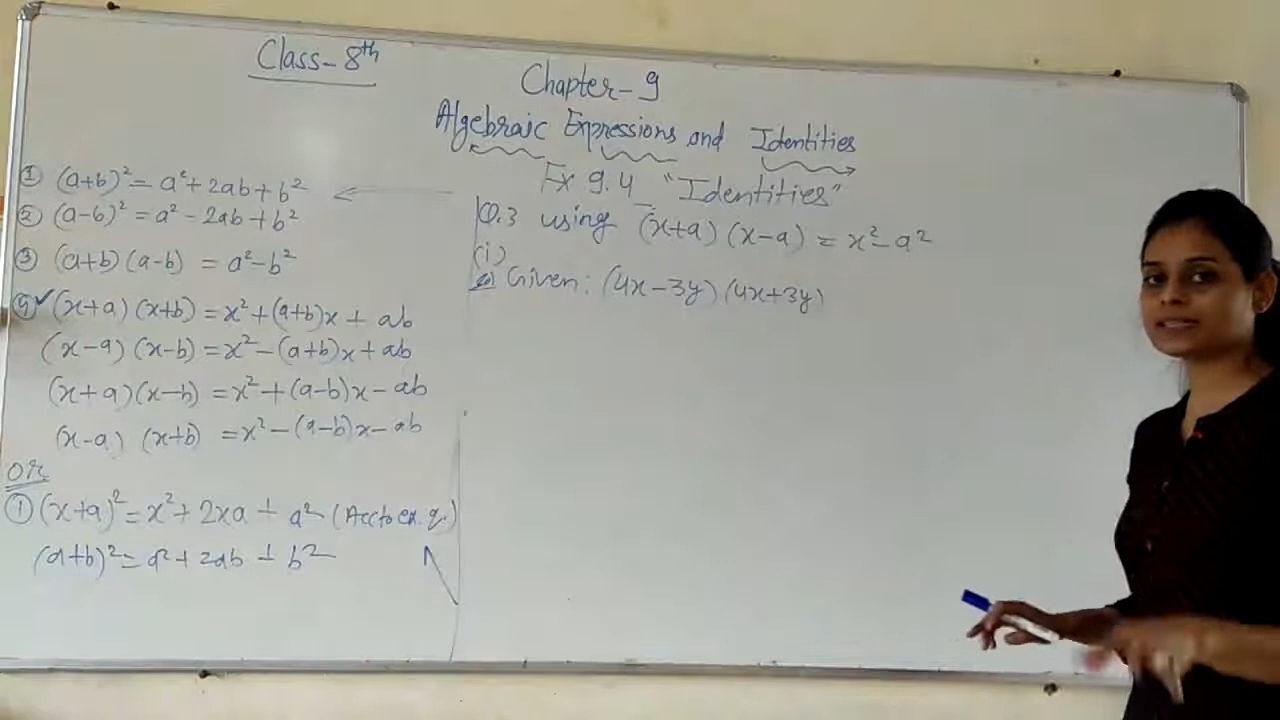 Class-8th
Chapter-9
Algebraic Expressions and Identities
Ex 9.4 "Identities"
① (a+b)² = a² + 2ab + b²
② (a-b)² = a² - 2ab + b²
③ (a+b) (a-b) = a² - b²
④ ✓ (x+a) (x+b) = x² + (a+b)x + ab
(x-a) (x-b) = x² - (a+b)x + ab
(x+a) (x-b) = x² + (a-b)x - ab
(x-a) (x+b) = x² - (a-b)x - ab
OR
① (x+a)² = x² + 2xa + a² (Acc to ex. 9.)
(a+b)² = a² + 2ab + b²
Q.3 using (x+a) (x-a) = x² - a²
(i)
Given: (4x-3y) (4x+3y)